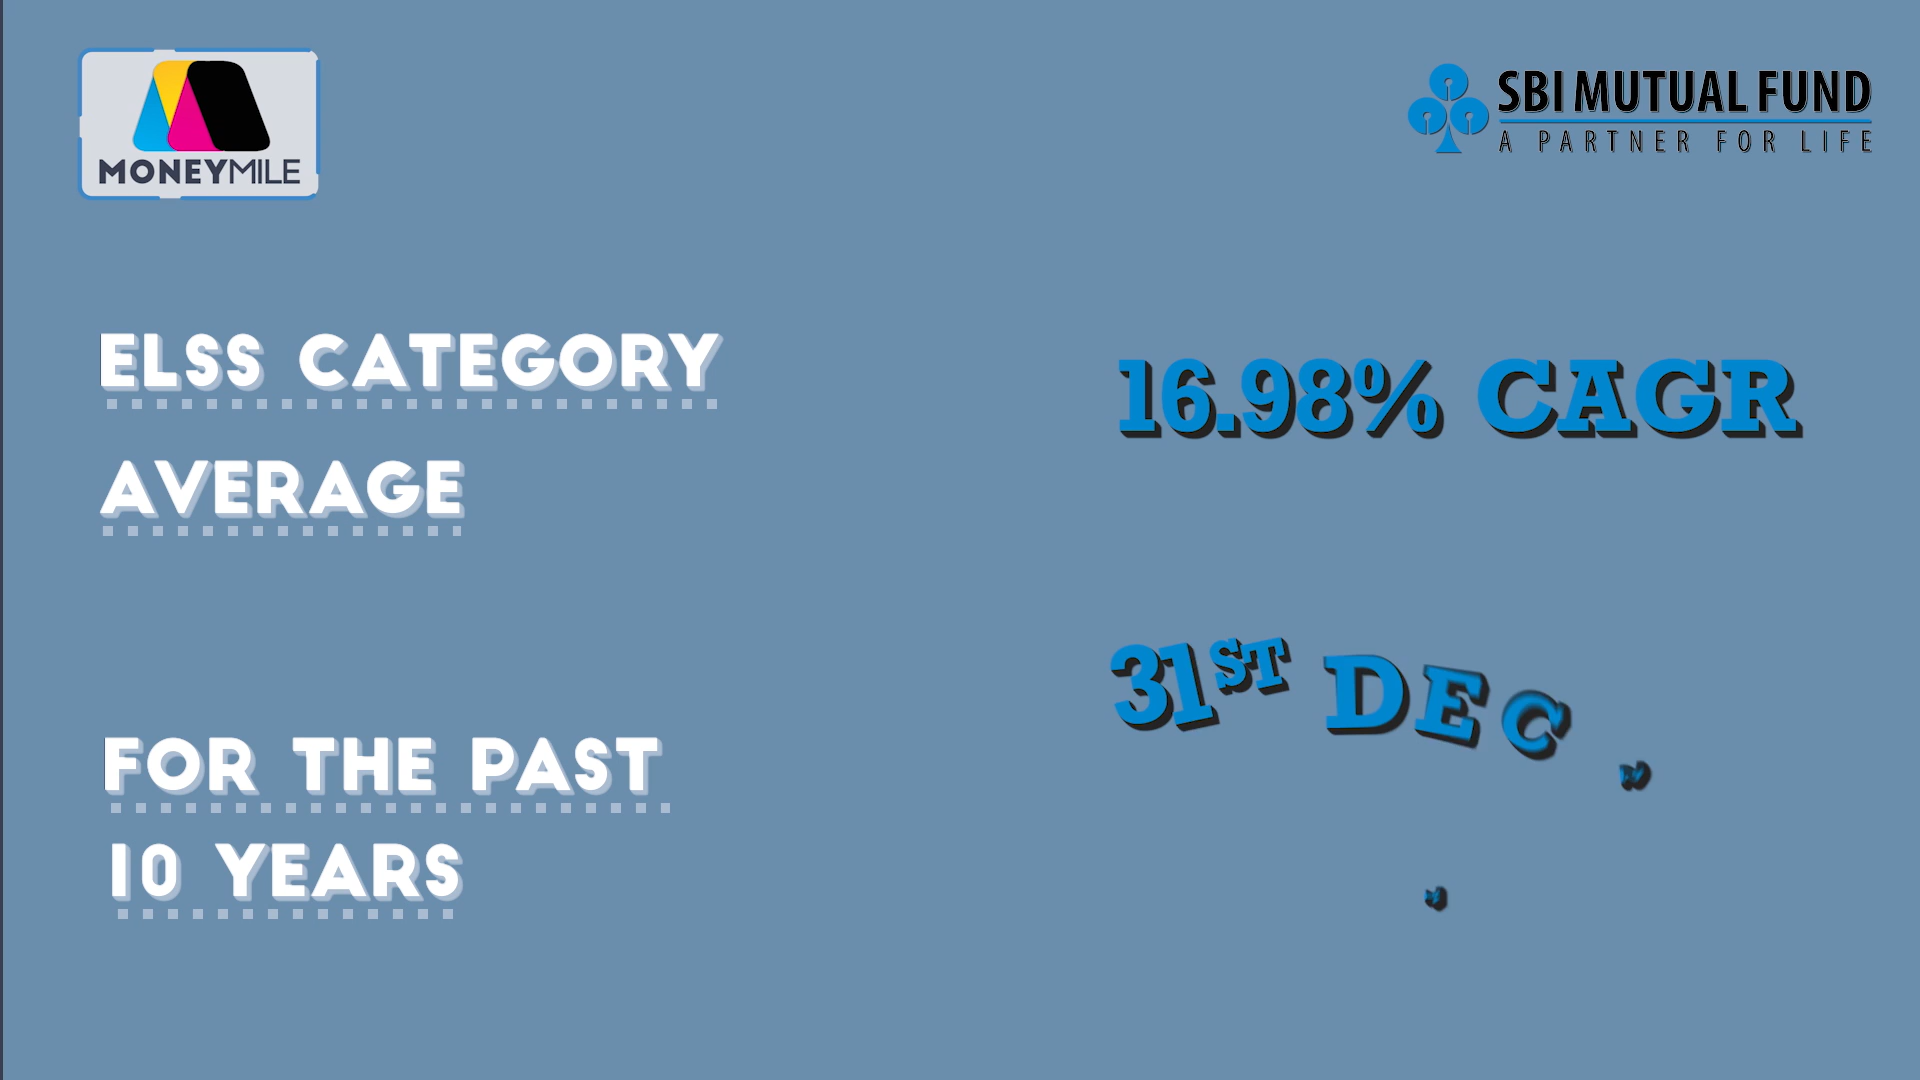 MONEYMILE
SBI MUTUAL FUND
A PARTNER FOR LIFE
ELSS CATEGORY
AVERAGE
16.98% CAGR
FOR THE PAST
10 YEARS
31ST DEC